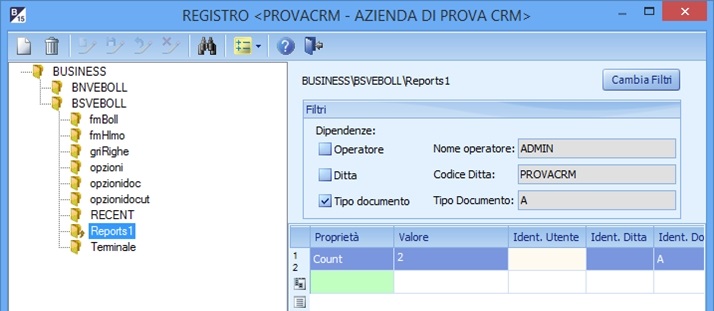 B
15
REGISTRO <PROVACRM - AZIENDA DI PROVA CRM>
BUSINESS
BNVEBOLL
BSVEBOLL
fmBoll
fmHlmo
griRighe
opzioni
opzionidoc
opzionidocut
RECENT
Reports1
Terminale
BUSINESS\BSVEBOLL\Reports1
Cambia Filtri
Filtri
Dipendenze:
Operatore Nome operatore: ADMIN
Ditta Codice Ditta: PROVACRM
Tipo documento Tipo Documento: A
Proprietà Valore Ident. Utente Ident. Ditta Ident. Do
1 Count 2 A
2